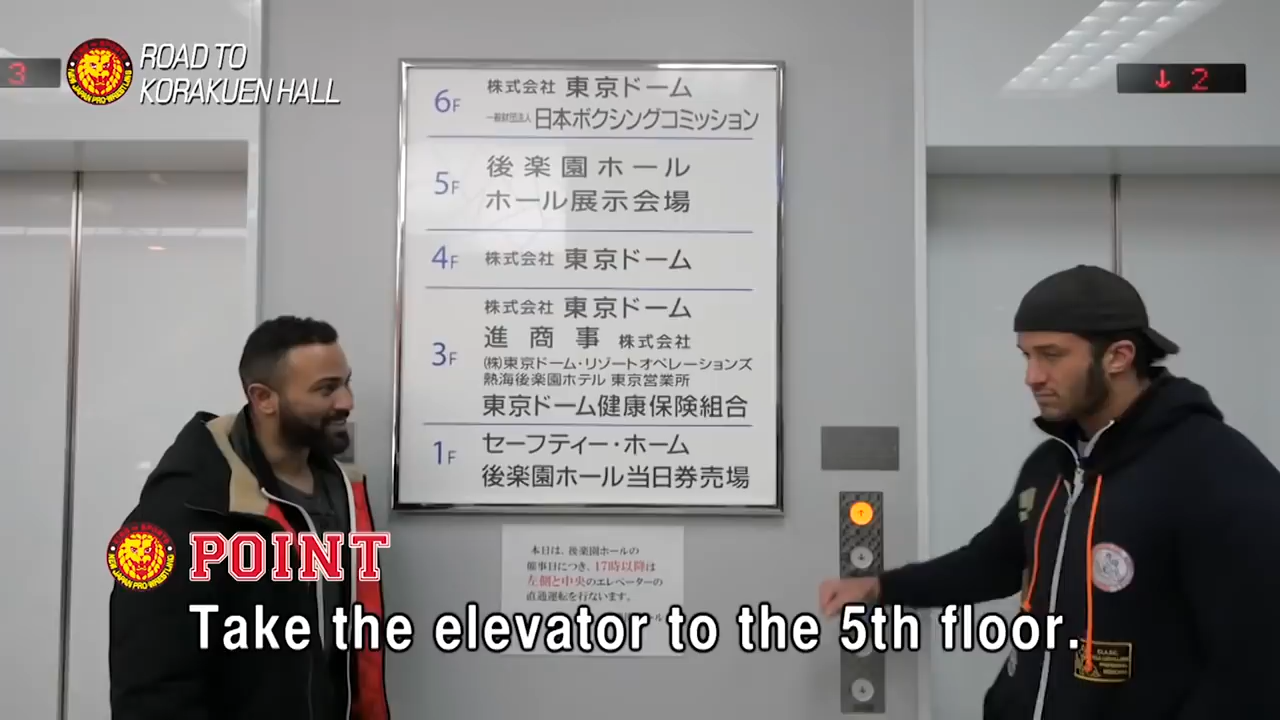 ROAD TO
KORAKUEN HALL
3
↓ 2
6F
株式会社 東京ドーム
一般財団法人 日本ボクシングコミッション
5F
後楽園ホール
ホール展示会場
4F
株式会社 東京ドーム
3F
株式会社 東京ドーム
進商事 株式会社
(株)東京ドーム・リゾートオペレーションズ
熱海後楽園ホテル 東京営業所
東京ドーム健康保険組合
1F
セーフティー・ホーム
後楽園ホール当日券売場
本日は、後楽園ホールの
催事日につき、17時以降は
左側と中央のエレベーターの
直通運転を行ないます。
POINT
Take the elevator to the 5th floor.